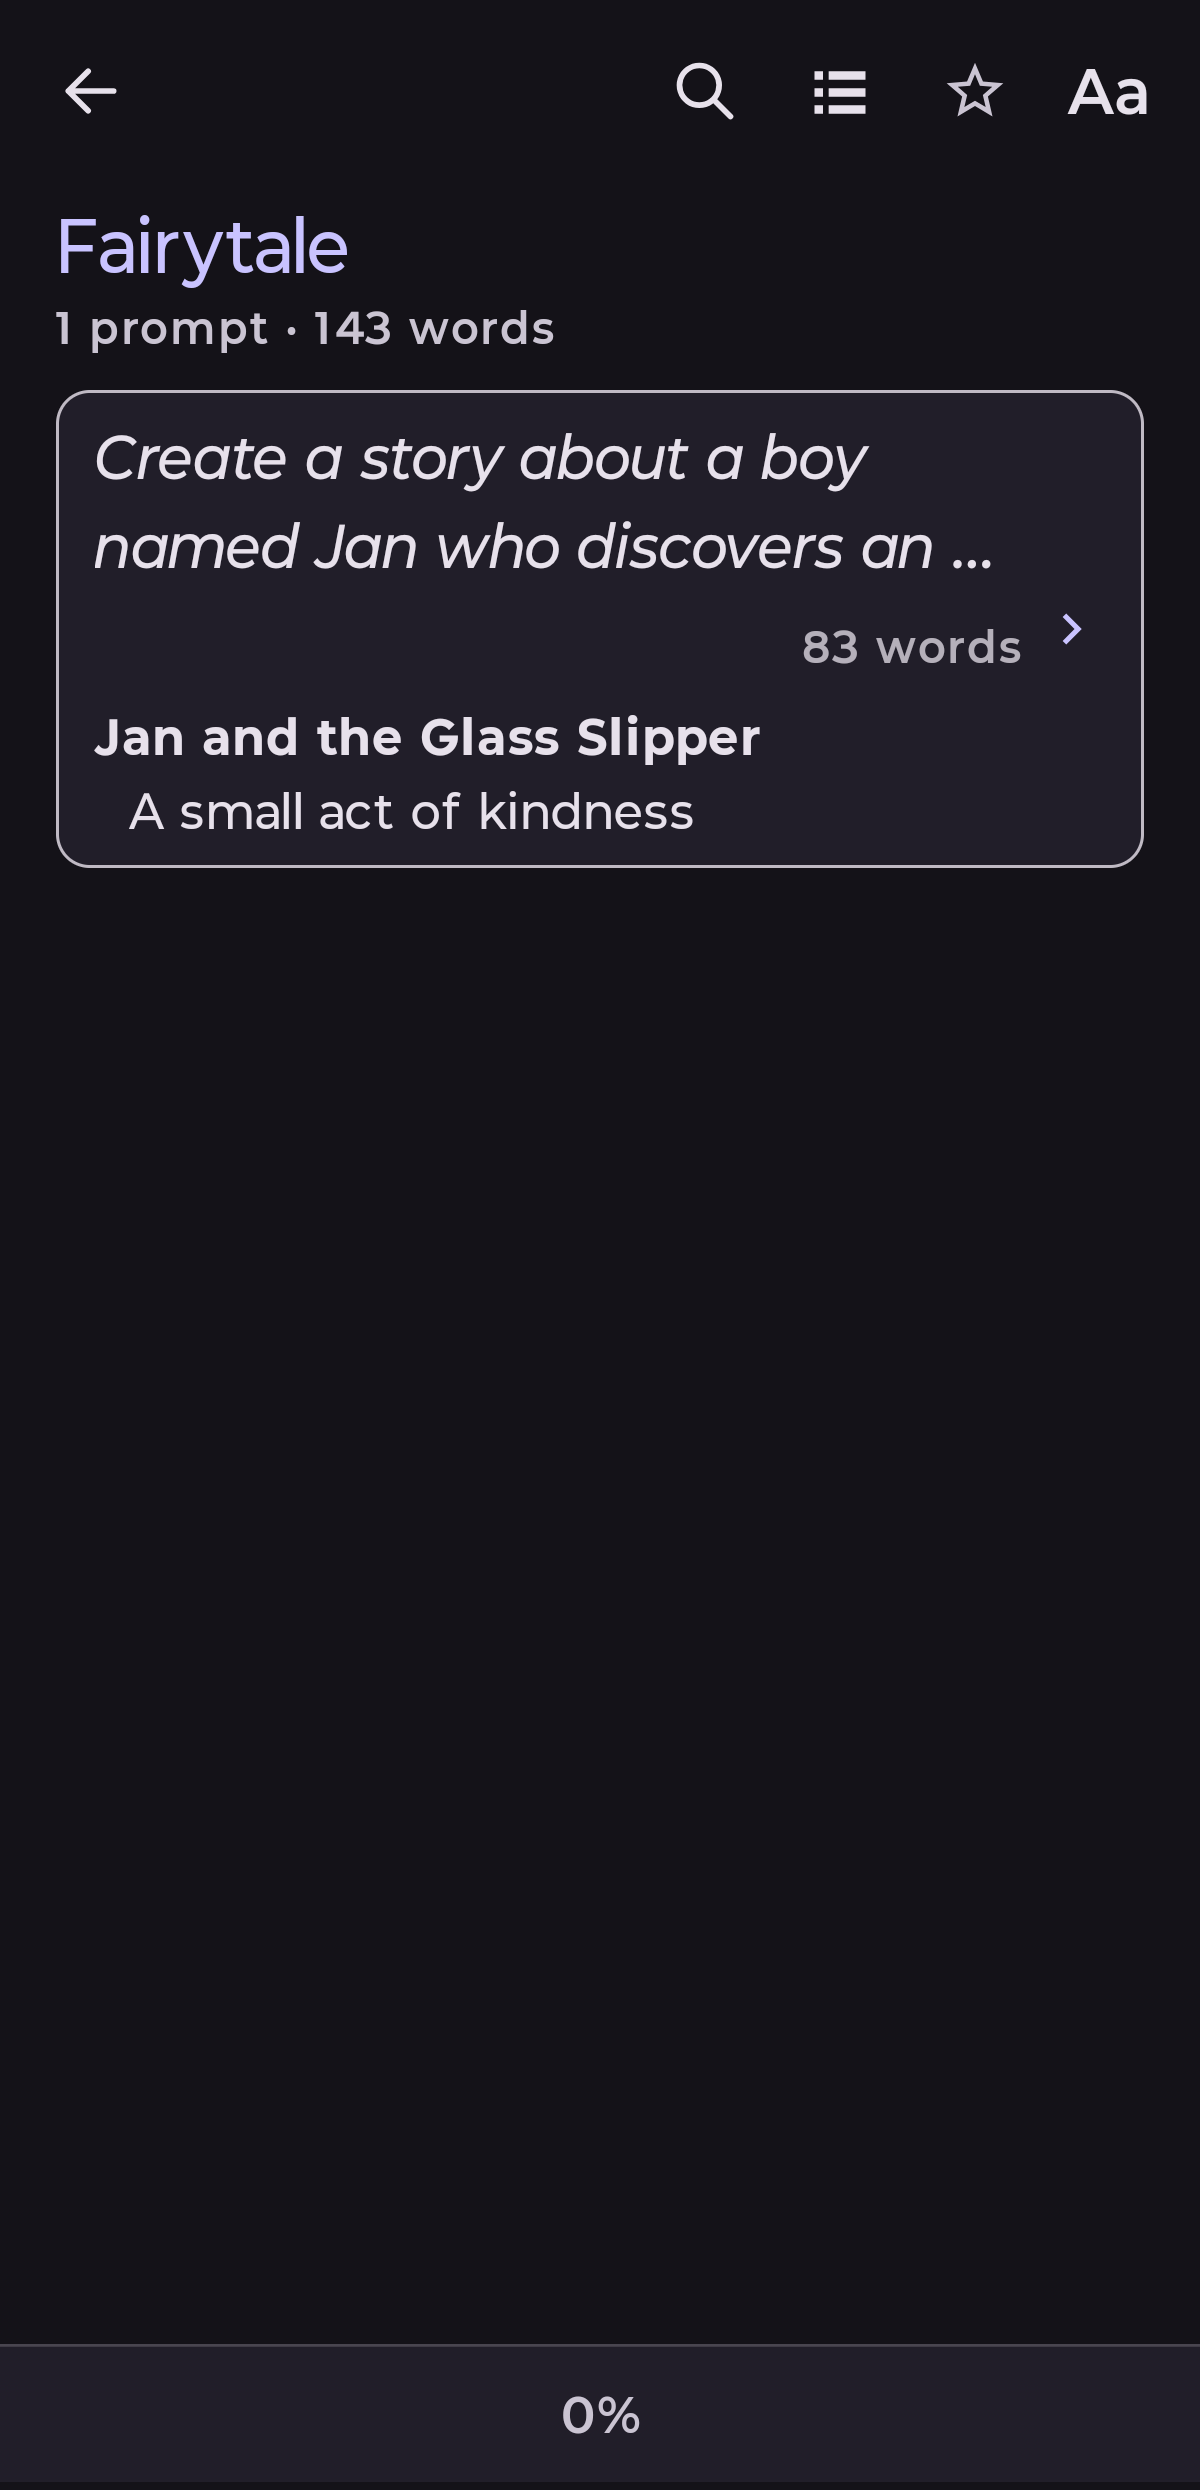 Aa
Fairytale
1 prompt • 143 words
Create a story about a boy
named Jan who discovers an ...
83 words
Jan and the Glass Slipper
A small act of kindness
0%